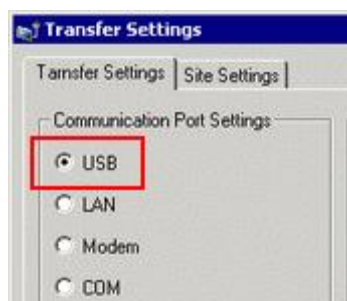 Transfer Settings
Tarnsfer Settings Site Settings
Communication Port Settings
USB
LAN
Modem
COM